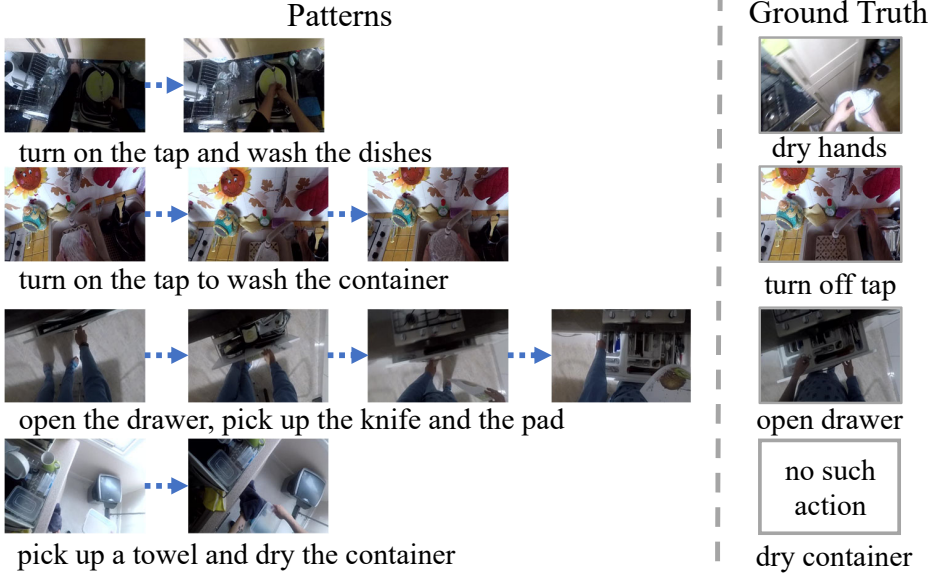 Patterns
Ground Truth
turn on the tap and wash the dishes
dry hands
turn on the tap to wash the container
turn off tap
open the drawer, pick up the knife and the pad
open drawer
no such
action
pick up a towel and dry the container
dry container